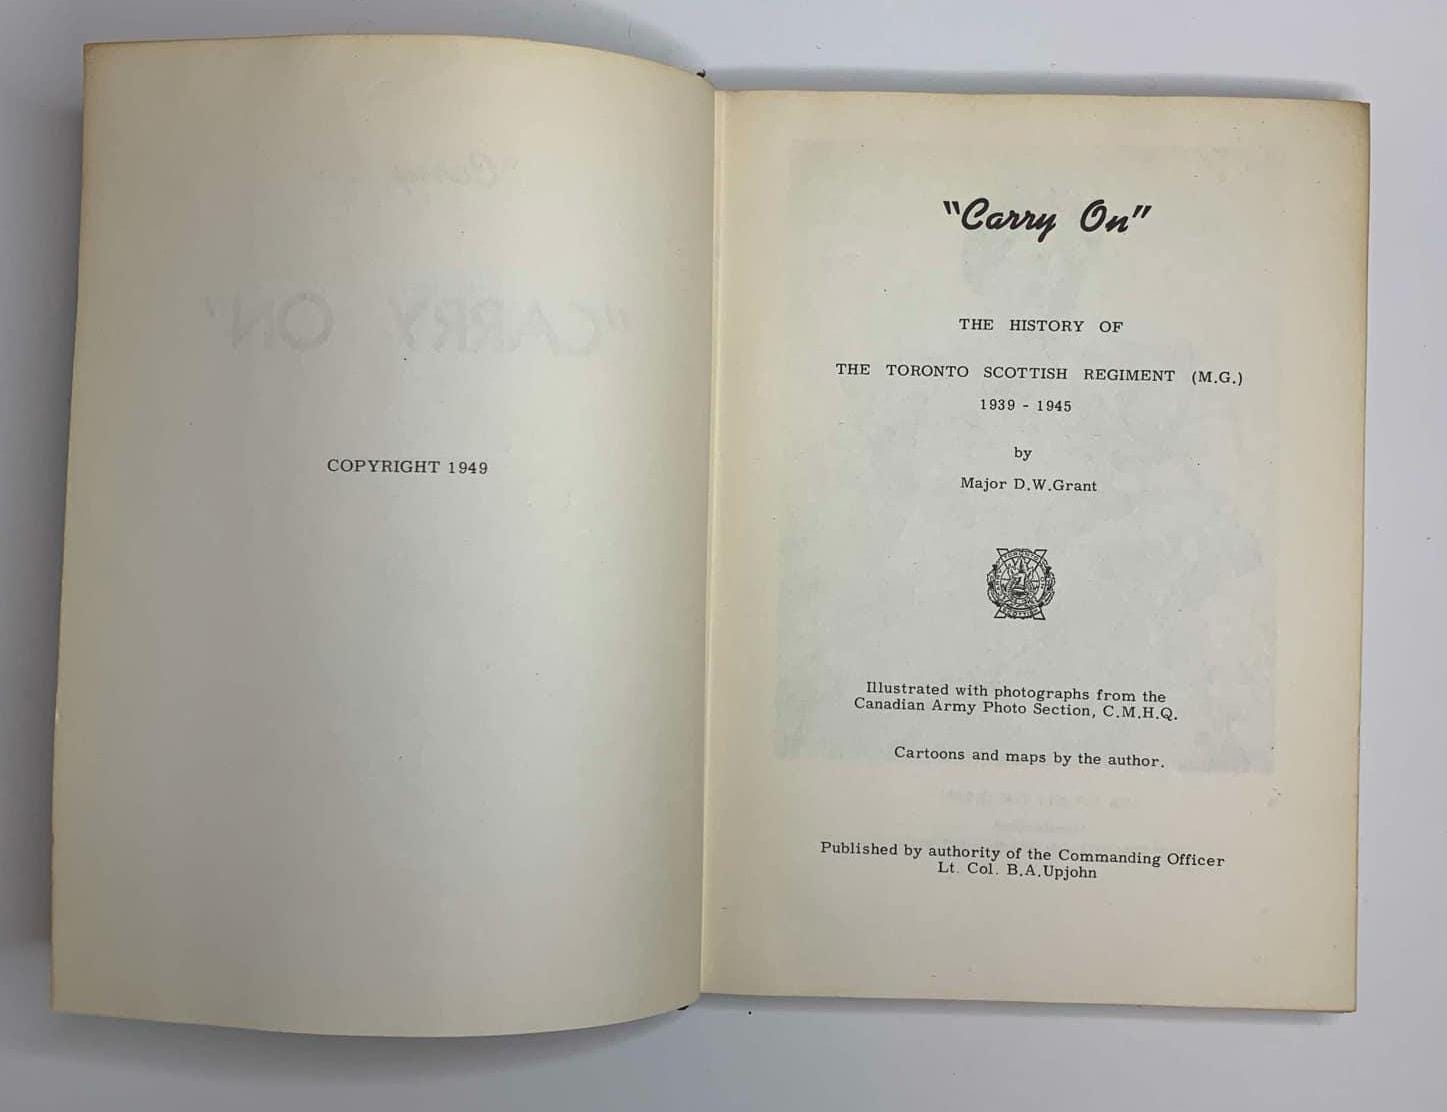 COPYRIGHT 1949
"Carry On"
THE HISTORY OF
THE TORONTO SCOTTISH REGIMENT (M.G.)
1939 - 1945
by
Major D.W.Grant
TORONTO
SCOTTISH
Illustrated with photographs from the
Canadian Army Photo Section, C.M.H.Q.
Cartoons and maps by the author.
Published by authority of the Commanding Officer
Lt. Col. B.A.Upjohn